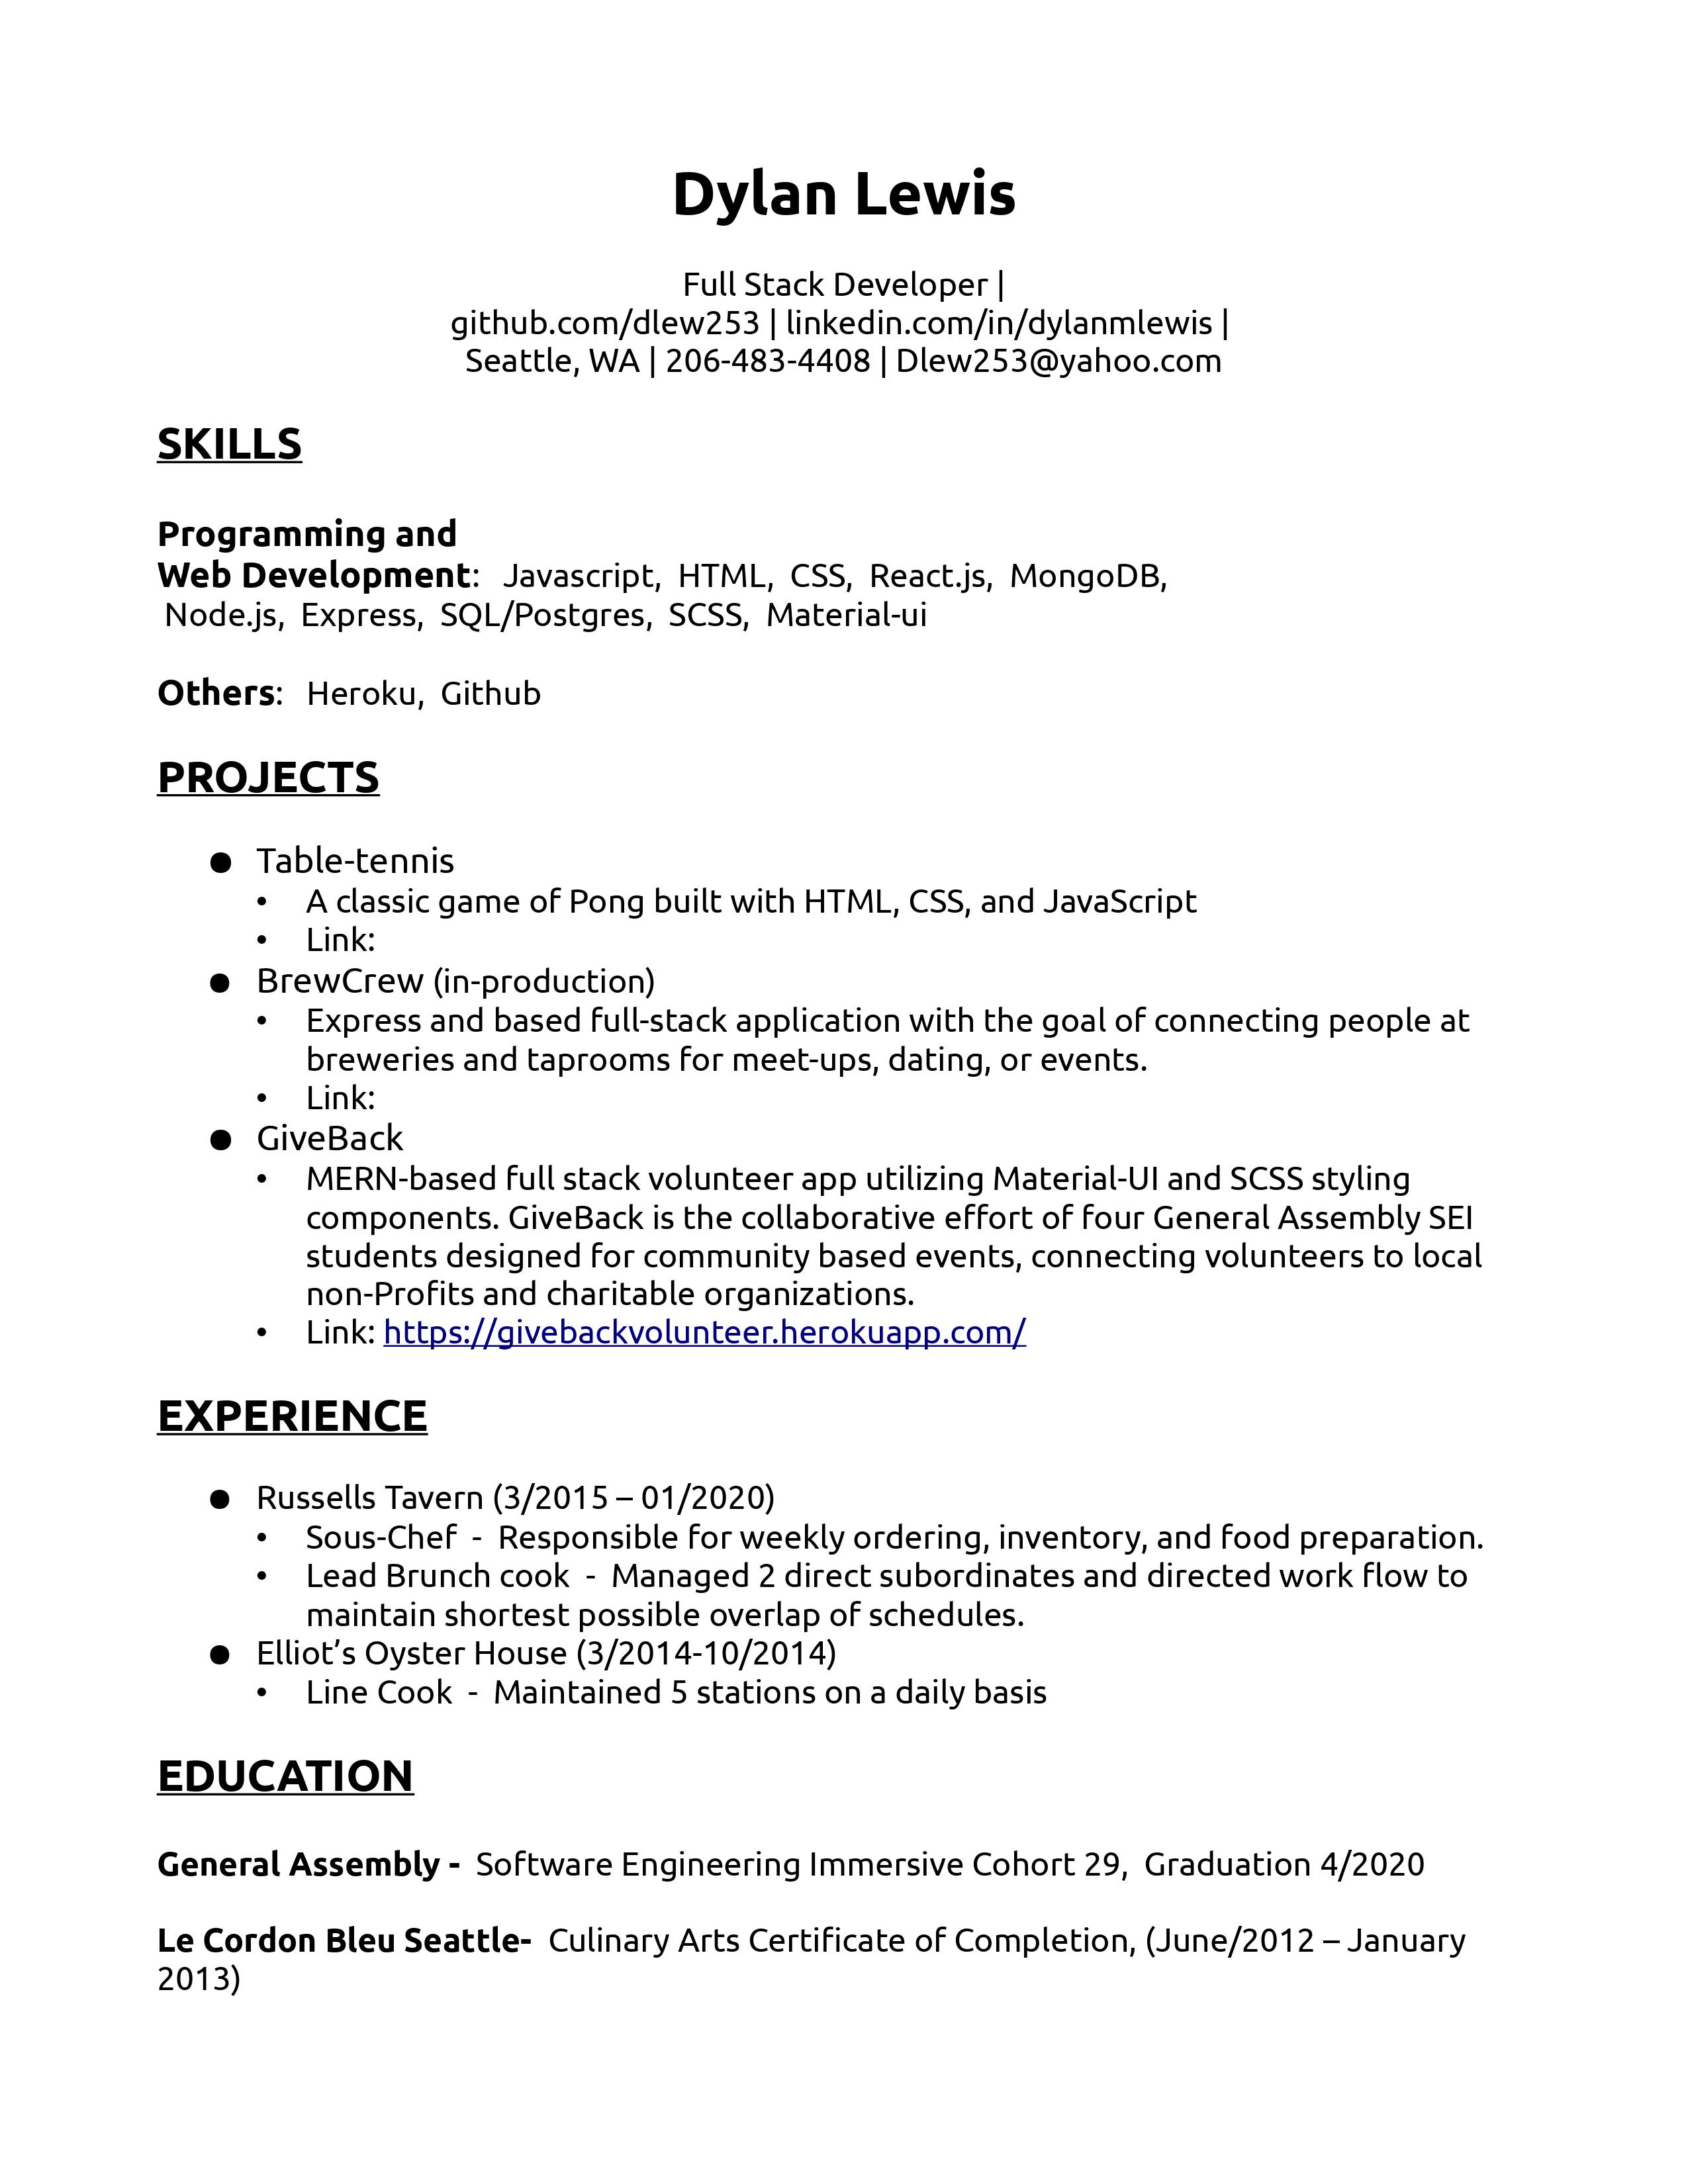 Dylan Lewis
Full Stack Developer |
github.com/dlew253 | linkedin.com/in/dylanmlewis |
Seattle, WA | 206-483-4408 | Dlew253@yahoo.com
SKILLS
Programming and
Web Development:   Javascript,  HTML,  CSS,  React.js,  MongoDB,
Node.js,  Express,  SQL/Postgres,  SCSS,  Material-ui
Others:   Heroku,  Github
PROJECTS
● Table-tennis
• A classic game of Pong built with HTML, CSS, and JavaScript
• Link:
● BrewCrew (in-production)
• Express and based full-stack application with the goal of connecting people at
breweries and taprooms for meet-ups, dating, or events.
• Link:
● GiveBack
• MERN-based full stack volunteer app utilizing Material-UI and SCSS styling
components. GiveBack is the collaborative effort of four General Assembly SEI
students designed for community based events, connecting volunteers to local
non-Profits and charitable organizations.
• Link: https://givebackvolunteer.herokuapp.com/
EXPERIENCE
● Russells Tavern (3/2015 – 01/2020)
• Sous-Chef  -  Responsible for weekly ordering, inventory, and food preparation.
• Lead Brunch cook  -  Managed 2 direct subordinates and directed work flow to
maintain shortest possible overlap of schedules.
● Elliot’s Oyster House (3/2014-10/2014)
• Line Cook  -  Maintained 5 stations on a daily basis
EDUCATION
General Assembly -  Software Engineering Immersive Cohort 29,  Graduation 4/2020
Le Cordon Bleu Seattle-  Culinary Arts Certificate of Completion, (June/2012 – January
2013)